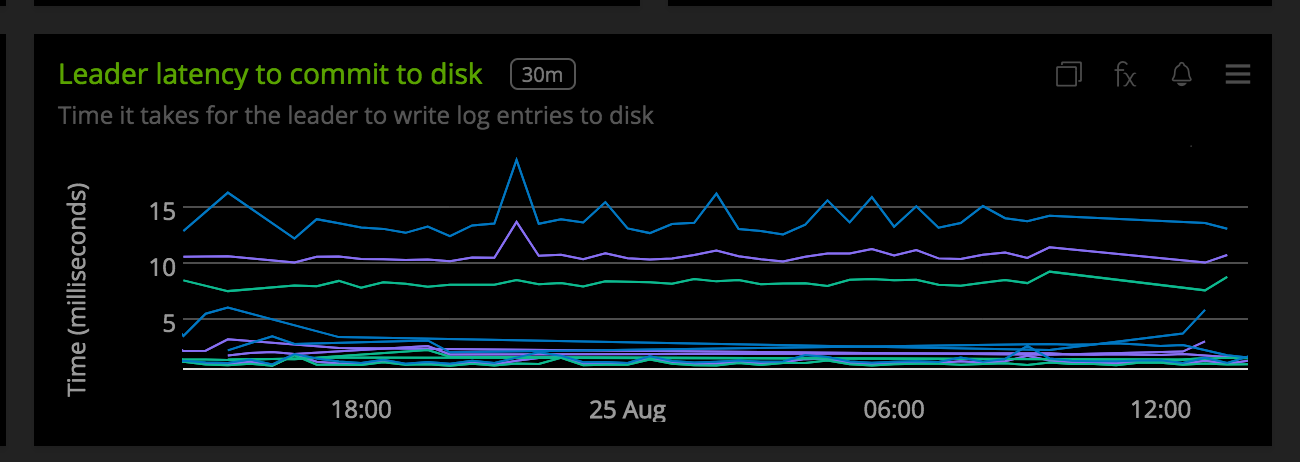 Leader latency to commit to disk 30m
fx
Time it takes for the leader to write log entries to disk
Time (milliseconds)
15
10
5
18:00 25 Aug 06:00 12:00